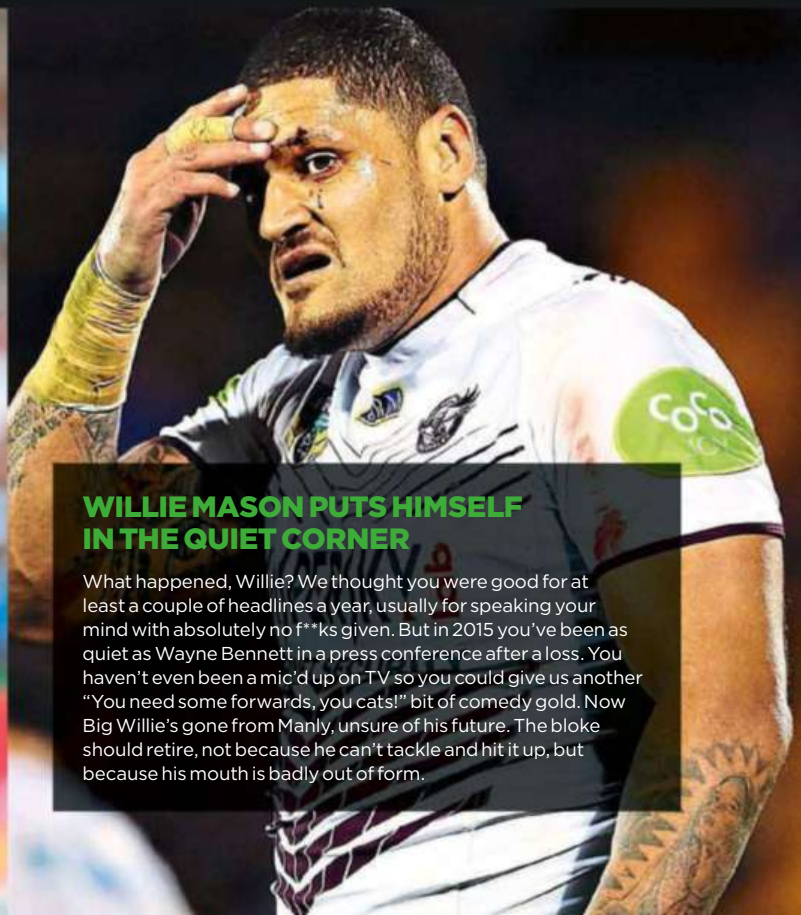 COCO
WILLIE MASON PUTS HIMSELF
IN THE QUIET CORNER
What happened, Willie? We thought you were good for at
least a couple of headlines a year, usually for speaking your
mind with absolutely no f**ks given. But in 2015 you’ve been as
quiet as Wayne Bennett in a press conference after a loss. You
haven’t even been a mic’d up on TV so you could give us another
“You need some forwards, you cats!” bit of comedy gold. Now
Big Willie’s gone from Manly, unsure of his future. The bloke
should retire, not because he can’t tackle and hit it up, but
because his mouth is badly out of form.